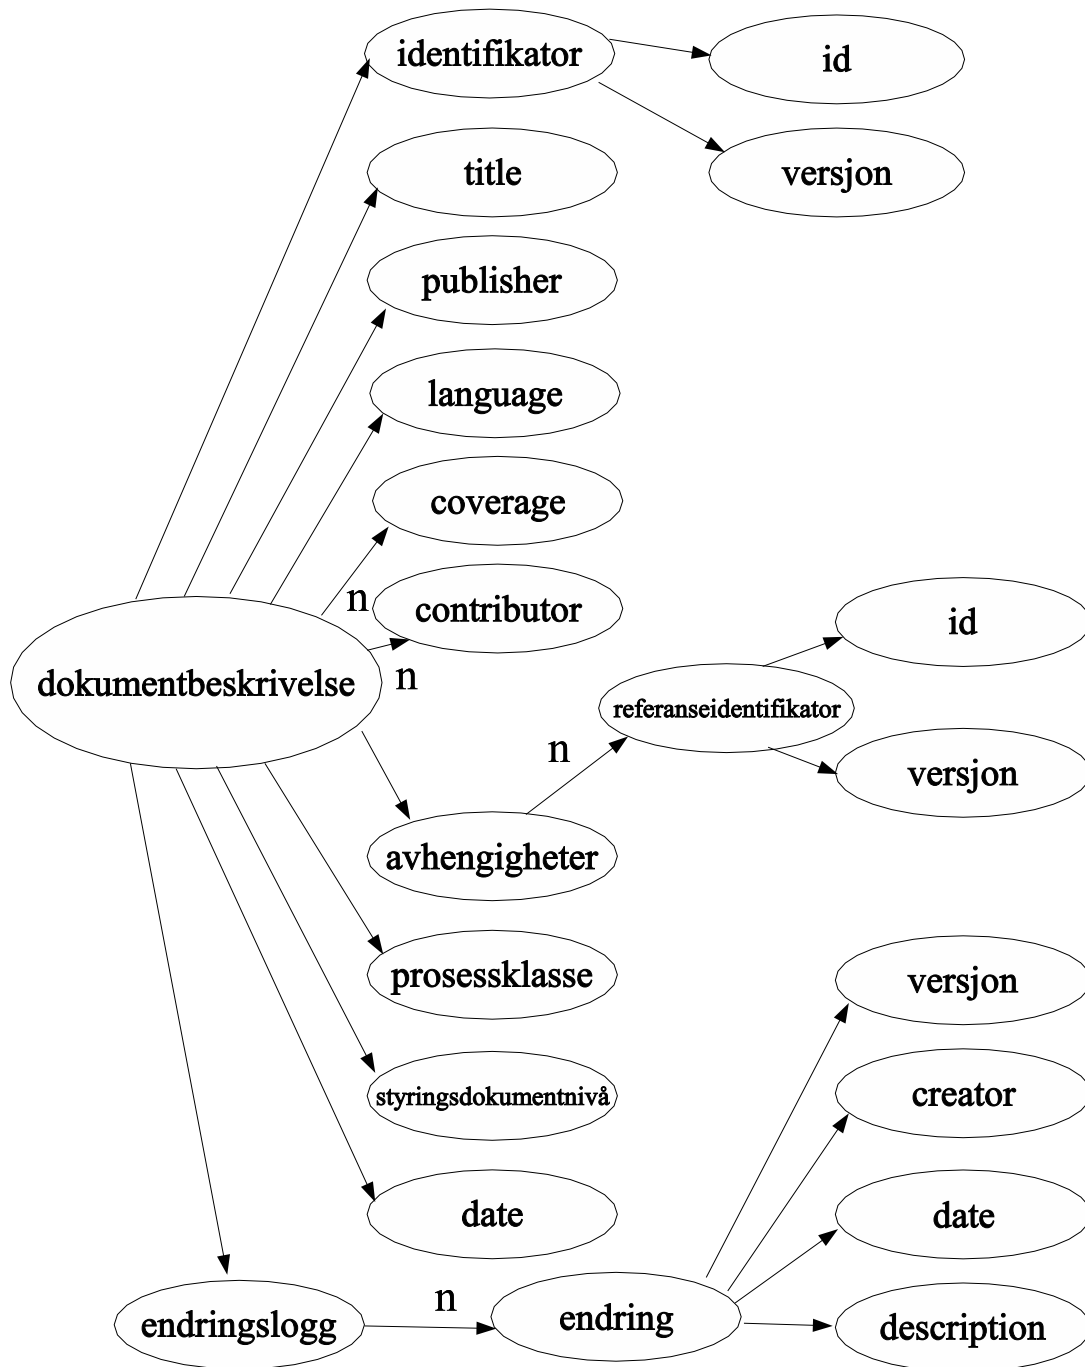 identifikator
id
versjon
title
publisher
language
coverage
n
contributor
n
dokumentbeskrivelse
id
referanseidentifikator
n
versjon
avhengigheter
prosessklasse
versjon
styringsdokumentnivå
creator
date
date
endringslogg
n
endring
description